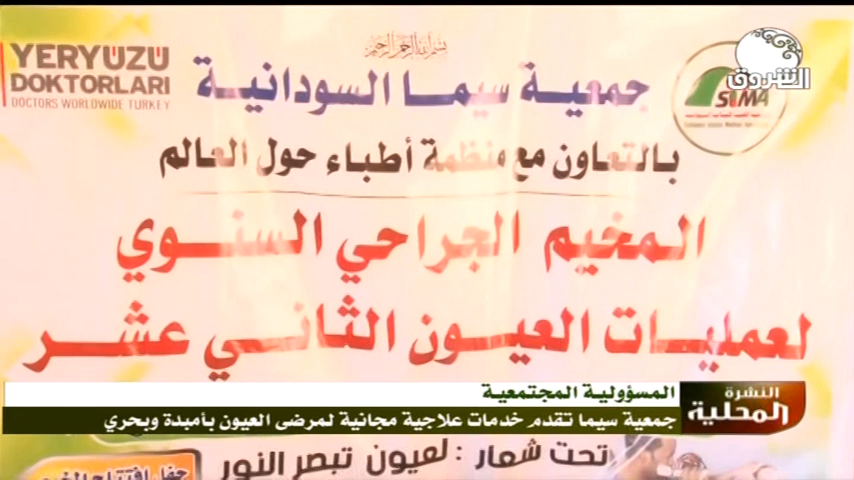 بسم الله الرحمن الرحيم
YERYÜZÜ
DOKTORLARI
DOCTORS WORLDWIDE TURKEY
جمعية سيما السودانية
SIMA
الشروق
بالتعاون مع منظمة أطباء حول العالم
المخيم الجراحي السنوي
لعمليات العيون الثاني عشر
المسؤولية المجتمعية
النشرة
المحلية
جمعية سيما تقدم خدمات علاجية مجانية لمرضى العيون بأمبدة وبحري
تحت شعار : لعيون تبصر النور
حفل افتتاح